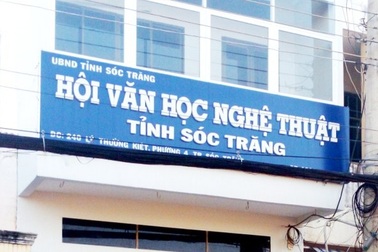 UBND TỈNH SÓC TRĂNG
HỘI VĂN HỌC NGHỆ THUẬT
TỈNH SÓC TRĂNG
ĐC: 240 LÝ THƯỜNG KIỆT, PHƯỜNG 4, TP. SÓC TRĂNG